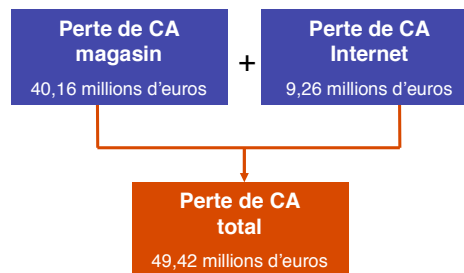 Perte de CA
magasin
40,16 millions d'euros
+
Perte de CA
Internet
9,26 millions d'euros
Perte de CA
total
49,42 millions d'euros